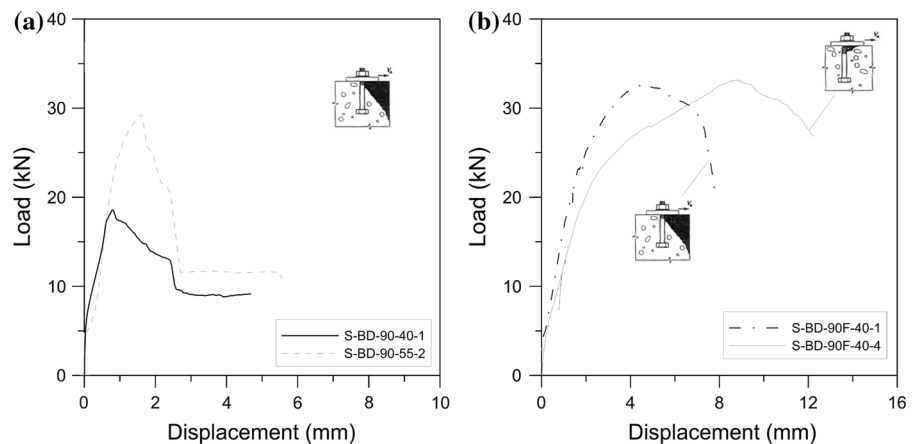 (a)
40
30
20
10
0
Load (kN)
0 2 4 6 8 10
Displacement (mm)
S-BD-90-40-1
S-BD-90-55-2
(b)
40
30
20
10
0
Load (kN)
0 4 8 12 16
Displacement (mm)
S-BD-90F-40-1
S-BD-90F-40-4